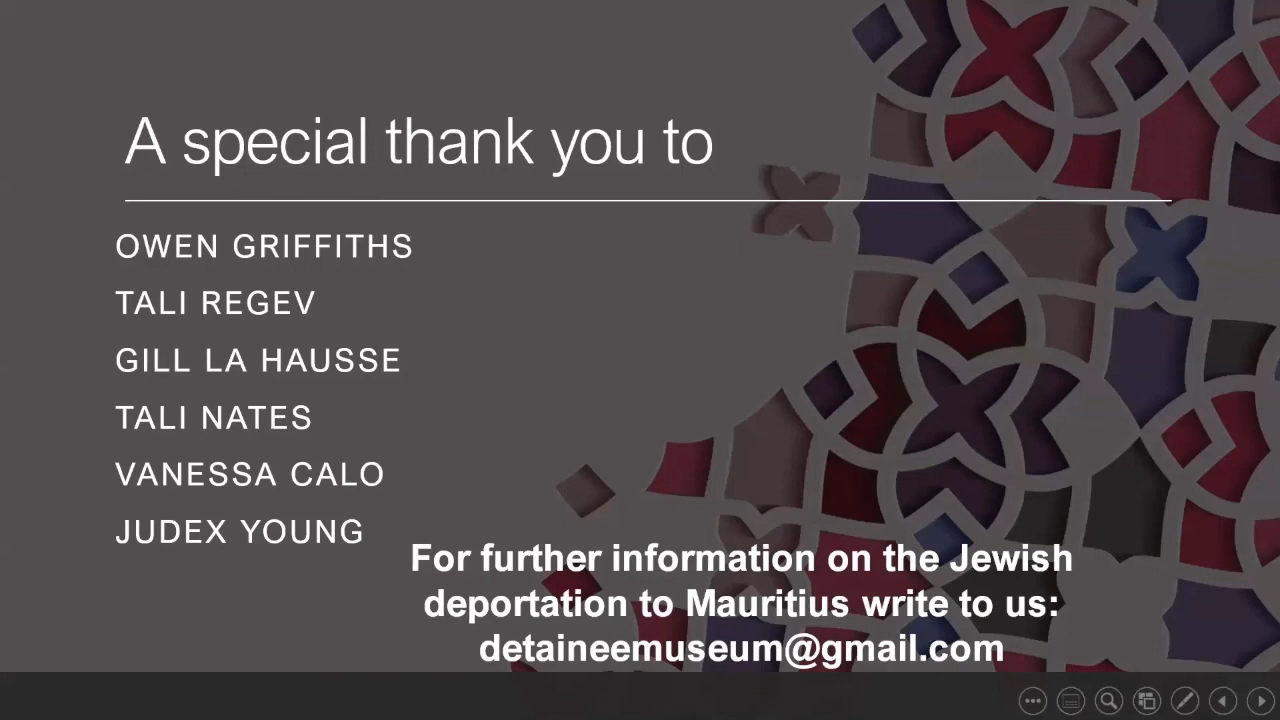 A special thank you to
OWEN GRIFFITHS
TALI REGEV
GILL LA HAUSSE
TALI NATES
VANESSA CALO
JUDEX YOUNG
For further information on the Jewish
deportation to Mauritius write to us:
detaineemuseum@gmail.com